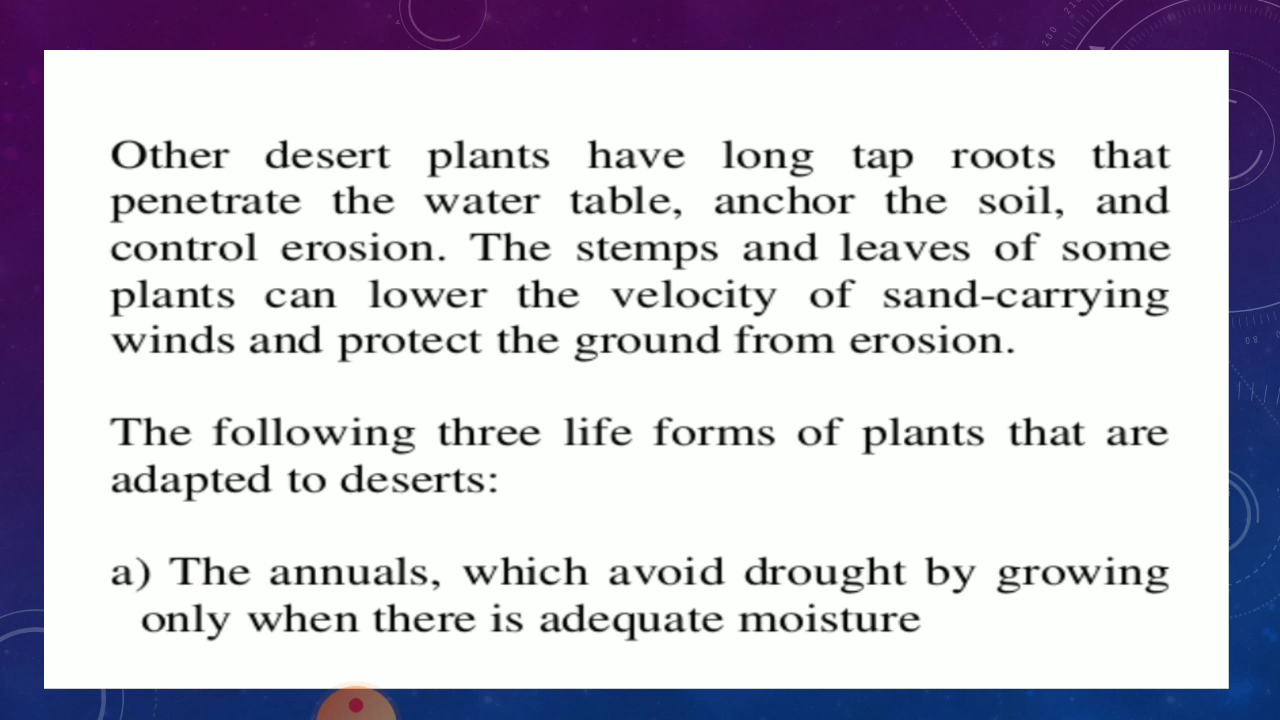 Other desert plants have long tap roots that
penetrate the water table, anchor the soil, and
control erosion. The stemps and leaves of some
plants can lower the velocity of sand-carrying
winds and protect the ground from erosion.
The following three life forms of plants that are
adapted to deserts:
a) The annuals, which avoid drought by growing
only when there is adequate moisture
200
80